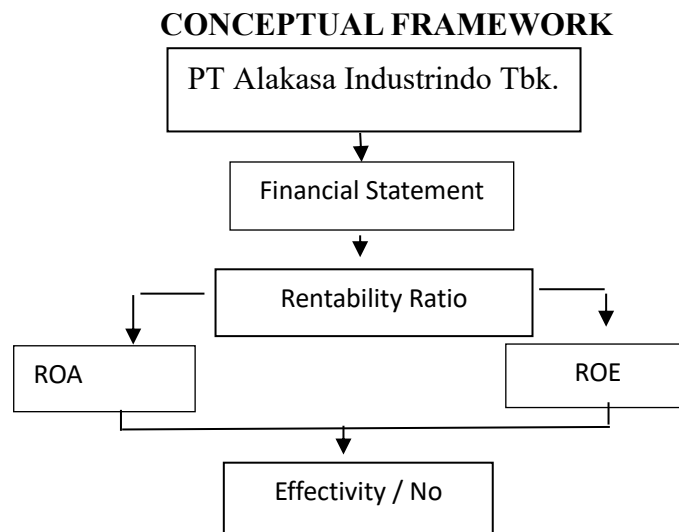 CONCEPTUAL FRAMEWORK
PT Alakasa Industrindo Tbk.
Financial Statement
Rentability Ratio
ROA
ROE
Effectivity / No